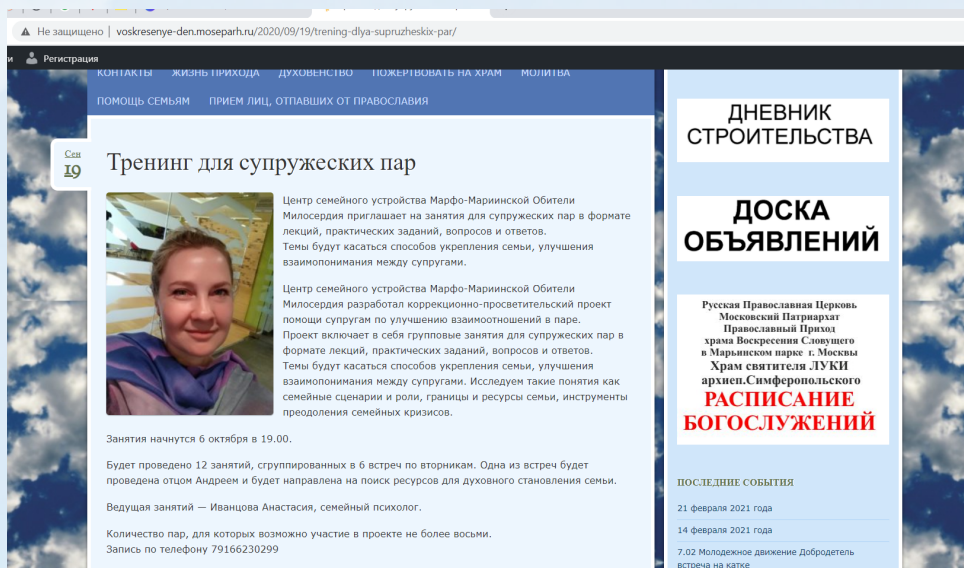 Не защищено | voskresenye-den.moseparh.ru/2020/09/19/trening-dlya-supruzheskix-par/
Регистрация
КОНТАКТЫ ЖИЗНЬ ПРИХОДА ДУХОВЕНСТВО ПОЖЕРТВОВАТЬ НА ХРАМ МОЛИТВА
ПОМОЩЬ СЕМЬЯМ ПРИЕМ ЛИЦ, ОТПАВШИХ ОТ ПРАВОСЛАВИЯ
Сен
19
Тренинг для супружеских пар
Центр семейного устройства Марфо-Мариинской Обители
Милосердия приглашает на занятия для супружеских пар в формате
лекций, практических заданий, вопросов и ответов.
Темы будут касаться способов укрепления семьи, улучшения
взаимопонимания между супругами.
Центр семейного устройства Марфо-Мариинской Обители
Милосердия разработал коррекционно-просветительский проект
помощи супругам по улучшению взаимоотношений в паре.
Проект включает в себя групповые занятия для супружеских пар в
формате лекций, практических заданий, вопросов и ответов.
Темы будут касаться способов укрепления семьи, улучшения
взаимопонимания между супругами. Исследуем такие понятия как
семейные сценарии и роли, границы и ресурсы семьи, инструменты
преодоления семейных кризисов.
Занятия начнутся 6 октября в 19.00.
Будет проведено 12 занятий, сгруппированных в 6 встреч по вторникам. Одна из встреч будет
проведена отцом Андреем и будет направлена на поиск ресурсов для духовного становления семьи.
Ведущая занятий — Иванцова Анастасия, семейный психолог.
Количество пар, для которых возможно участие в проекте не более восьми.
Запись по телефону 79166230299
ДНЕВНИК
СТРОИТЕЛЬСТВА
ДОСКА
ОБЪЯВЛЕНИЙ
Русская Православная Церковь
Московский Патриархат
Православный Приход
храма Воскресения Словущего
в Марьинском парке г. Москвы
Храм святителя ЛУКИ
архиеп.Симферопольского
РАСПИСАНИЕ
БОГОСЛУЖЕНИЙ
ПОСЛЕДНИЕ СОБЫТИЯ
21 февраля 2021 года
14 февраля 2021 года
7.02 Молодежное движение Добродетель
встреча на катке